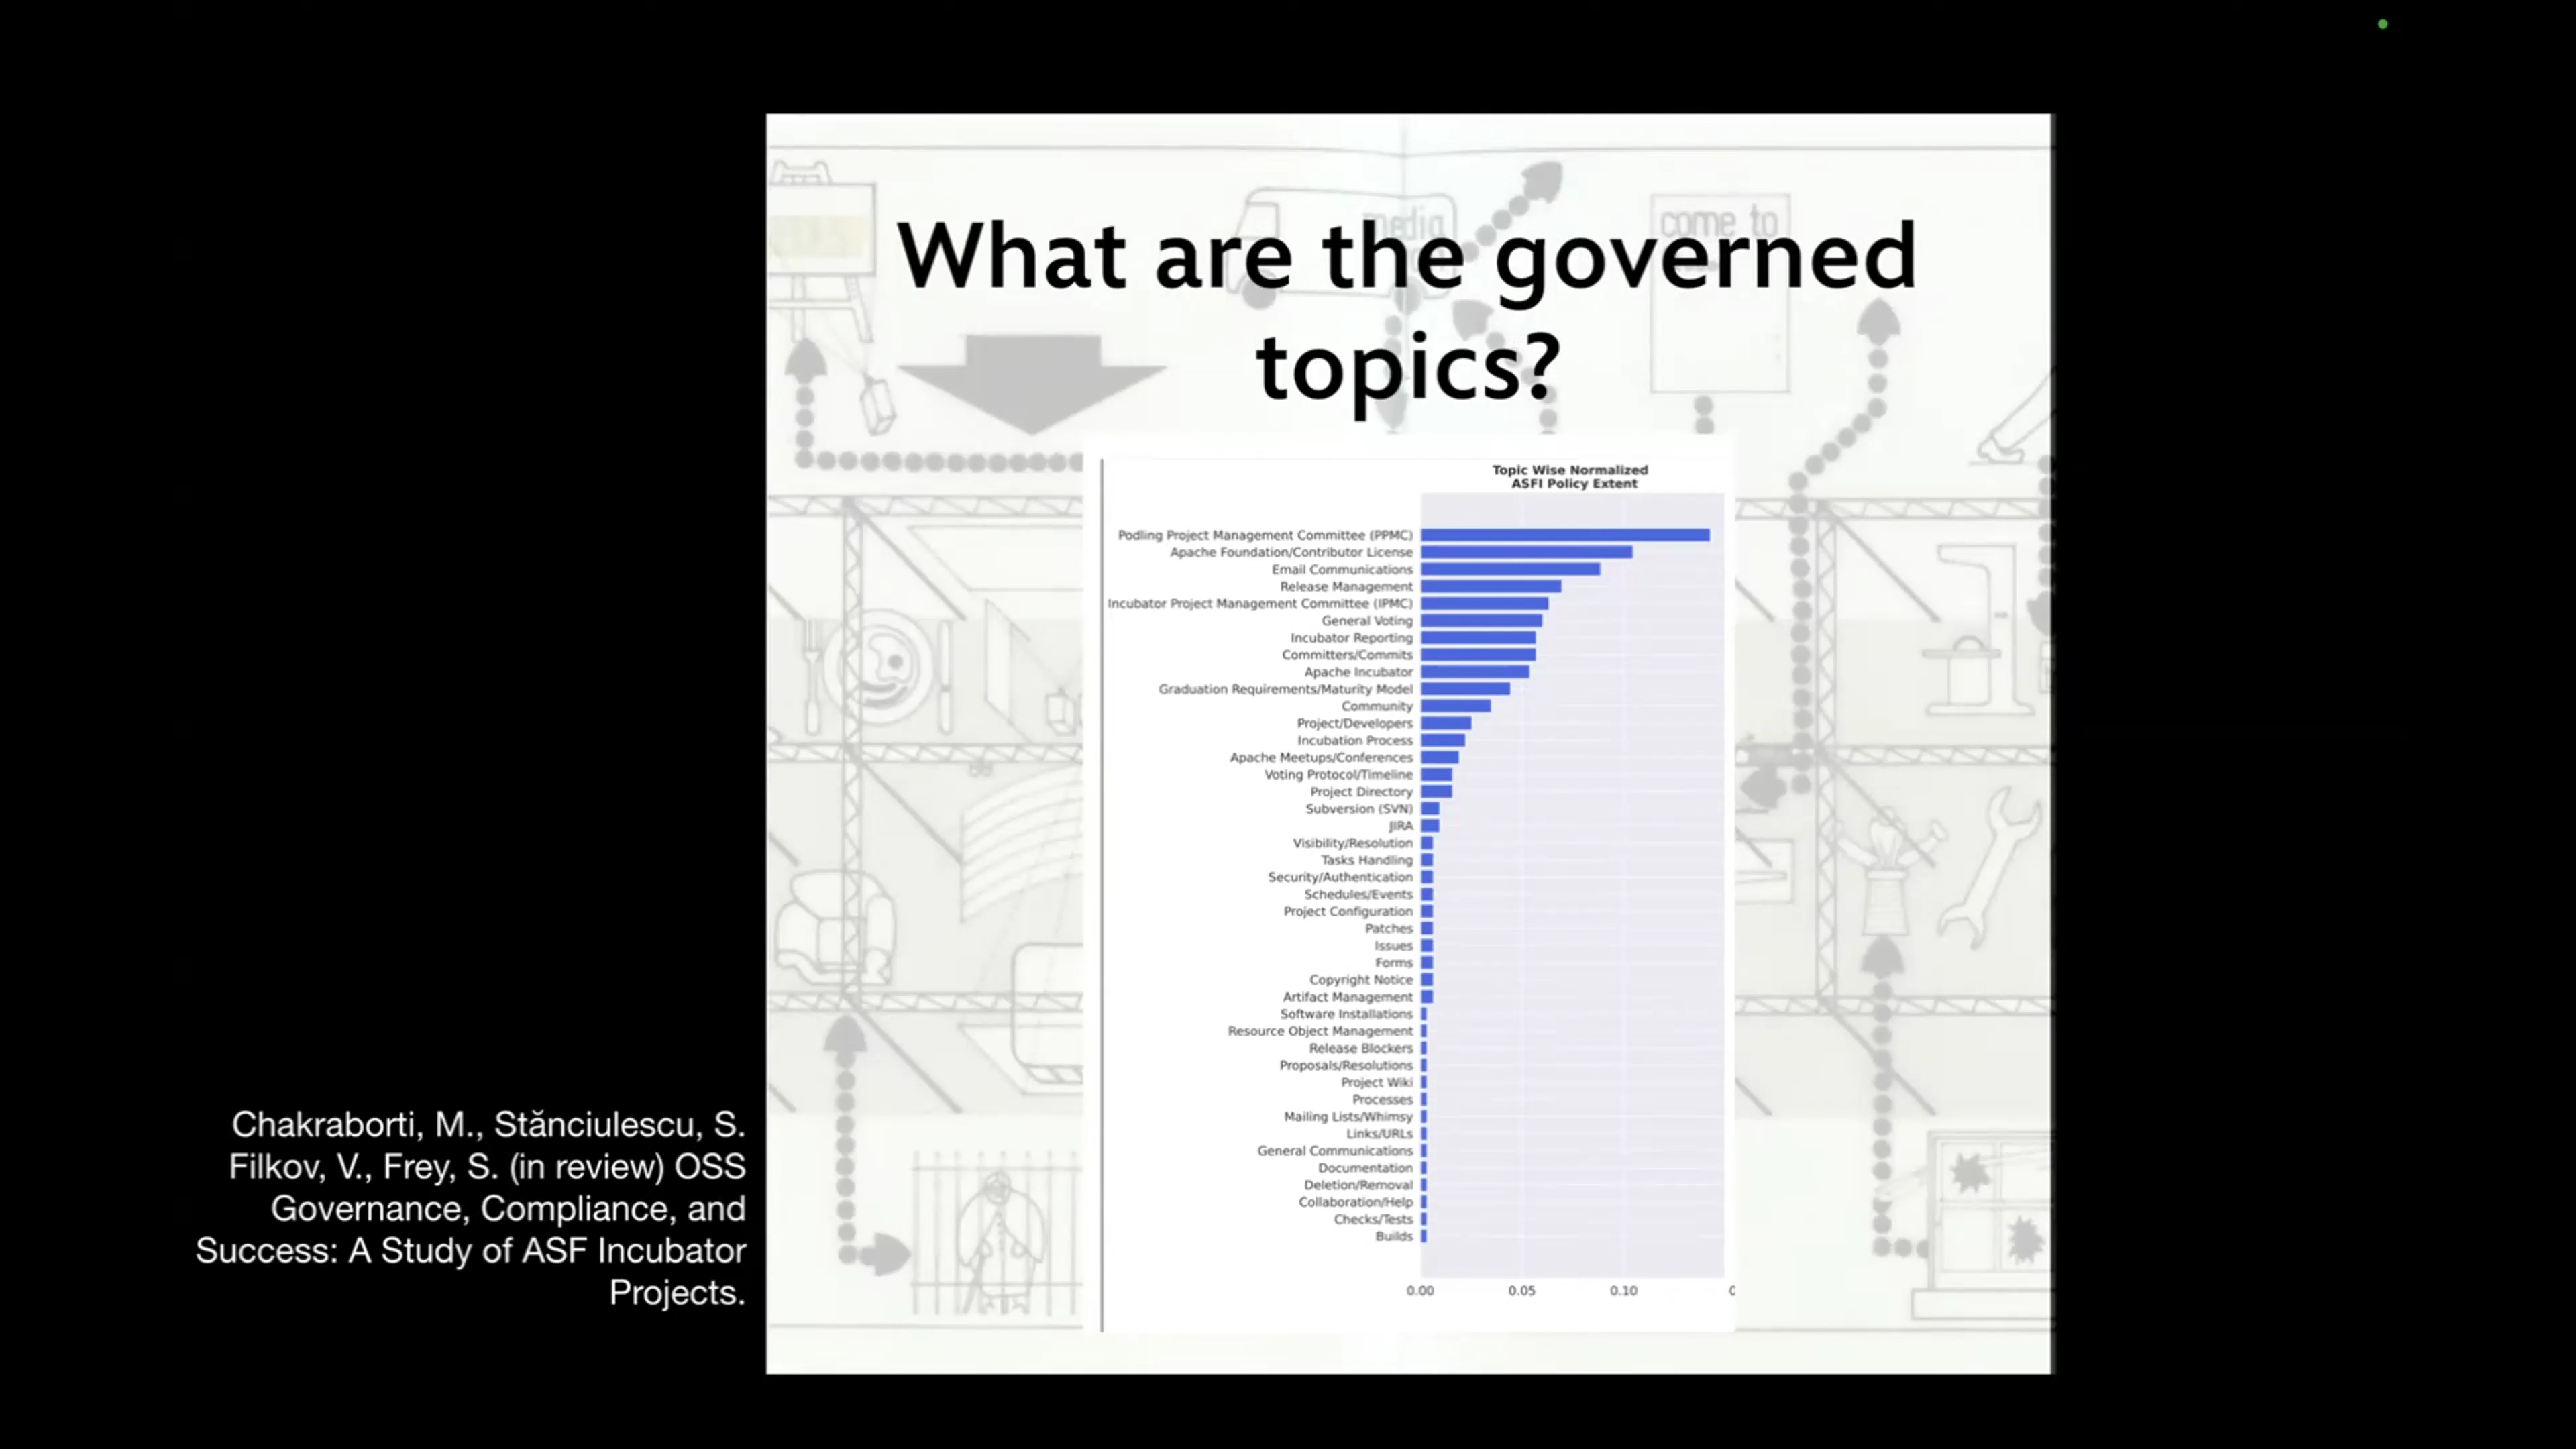 What are the governed
topics?
Topic Wise Normalized
ASFI Policy Extent
Podling Project Management Committee (PPMC)
Apache Foundation/Contributor License
Email Communications
Release Management
Incubator Project Management Committee (IPMC)
General Voting
Incubator Reporting
Committers/Commits
Apache Incubator
Graduation Requirements/Maturity Model
Community
Project/Developers
Incubation Process
Apache Meetups/Conferences
Voting Protocol/Timeline
Project Directory
Subversion (SVN)
JIRA
Visibility/Resolution
Tasks Handling
Security/Authentication
Schedules/Events
Project Configuration
Patches
Issues
Forms
Copyright Notice
Artifact Management
Software Installations
Resource Object Management
Release Blockers
Proposals/Resolutions
Project Wiki
Processes
Mailing Lists/Whimsy
Links/URLs
General Communications
Documentation
Deletion/Removal
Collaboration/Help
Checks/Tests
Builds
0.00 0.05 0.10
media
come to
Chakraborti, M., Stănciulescu, S.
Filkov, V., Frey, S. (in review) OSS
Governance, Compliance, and
Success: A Study of ASF Incubator
Projects.